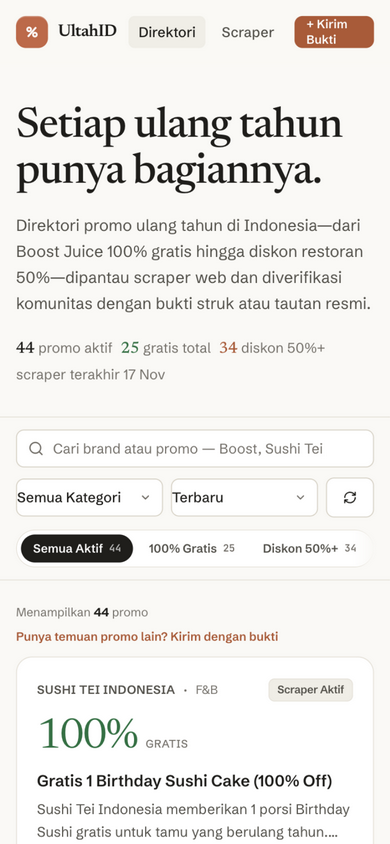 % UltahID Direktori Scraper + Kirim Bukti
Setiap ulang tahun
punya bagiannya.
Direktori promo ulang tahun di Indonesia—dari
Boost Juice 100% gratis hingga diskon restoran
50%—dipantau scraper web dan diverifikasi
komunitas dengan bukti struk atau tautan resmi.
44 promo aktif 25 gratis total 34 diskon 50%+
scraper terakhir 17 Nov
Cari brand atau promo — Boost, Sushi Tei
Semua Kategori Terbaru
Semua Aktif 44 100% Gratis 25 Diskon 50%+ 34
Menampilkan 44 promo
Punya temuan promo lain? Kirim dengan bukti
SUSHI TEI INDONESIA · F&B Scraper Aktif
100% GRATIS
Gratis 1 Birthday Sushi Cake (100% Off)
Sushi Tei Indonesia memberikan 1 porsi Birthday
Sushi gratis untuk tamu yang berulang tahun....